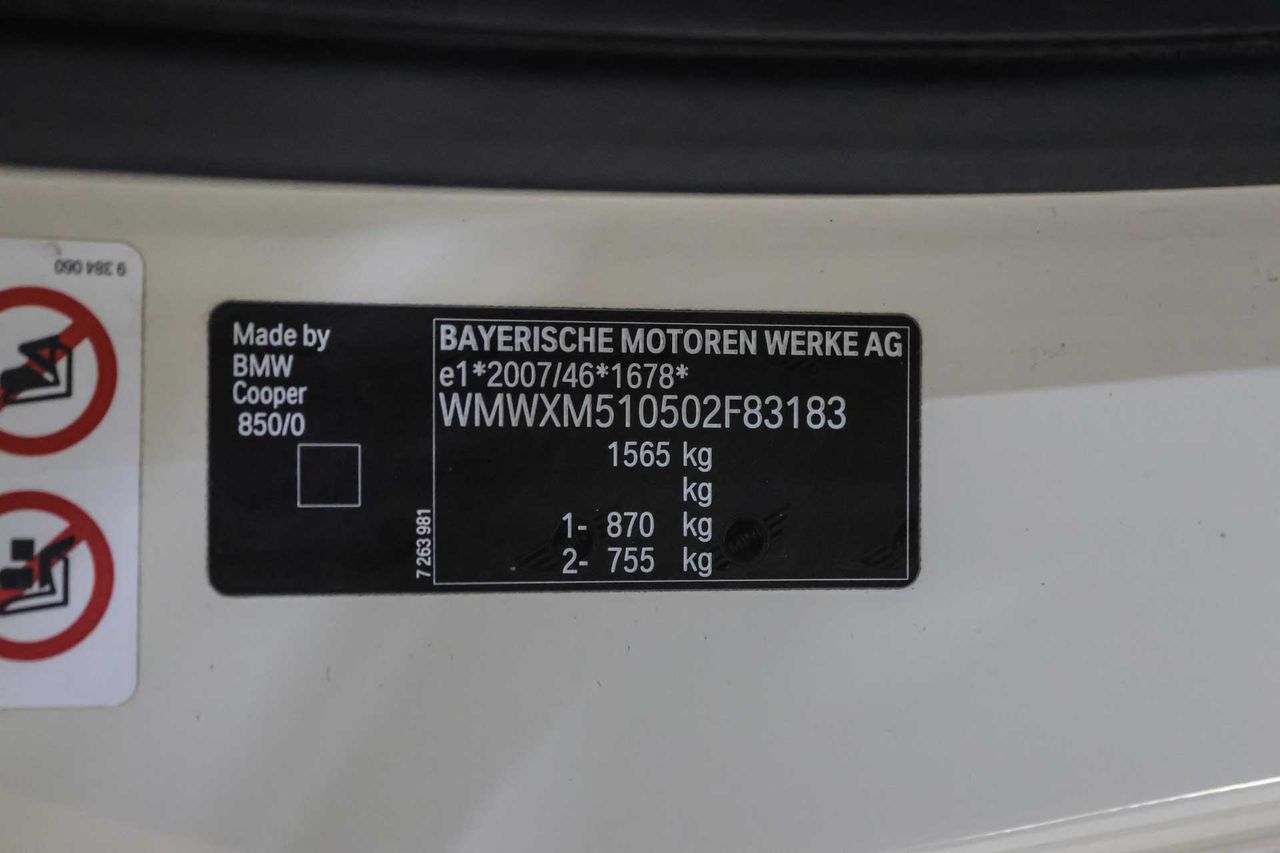 9 384 060
Made by
BMW
Cooper
850/0
7 263 981
BAYERISCHE MOTOREN WERKE AG
e1*2007/46*1678*
WMWXM510502F83183
1565 kg
kg
1- 870 kg
2- 755 kg
MINI